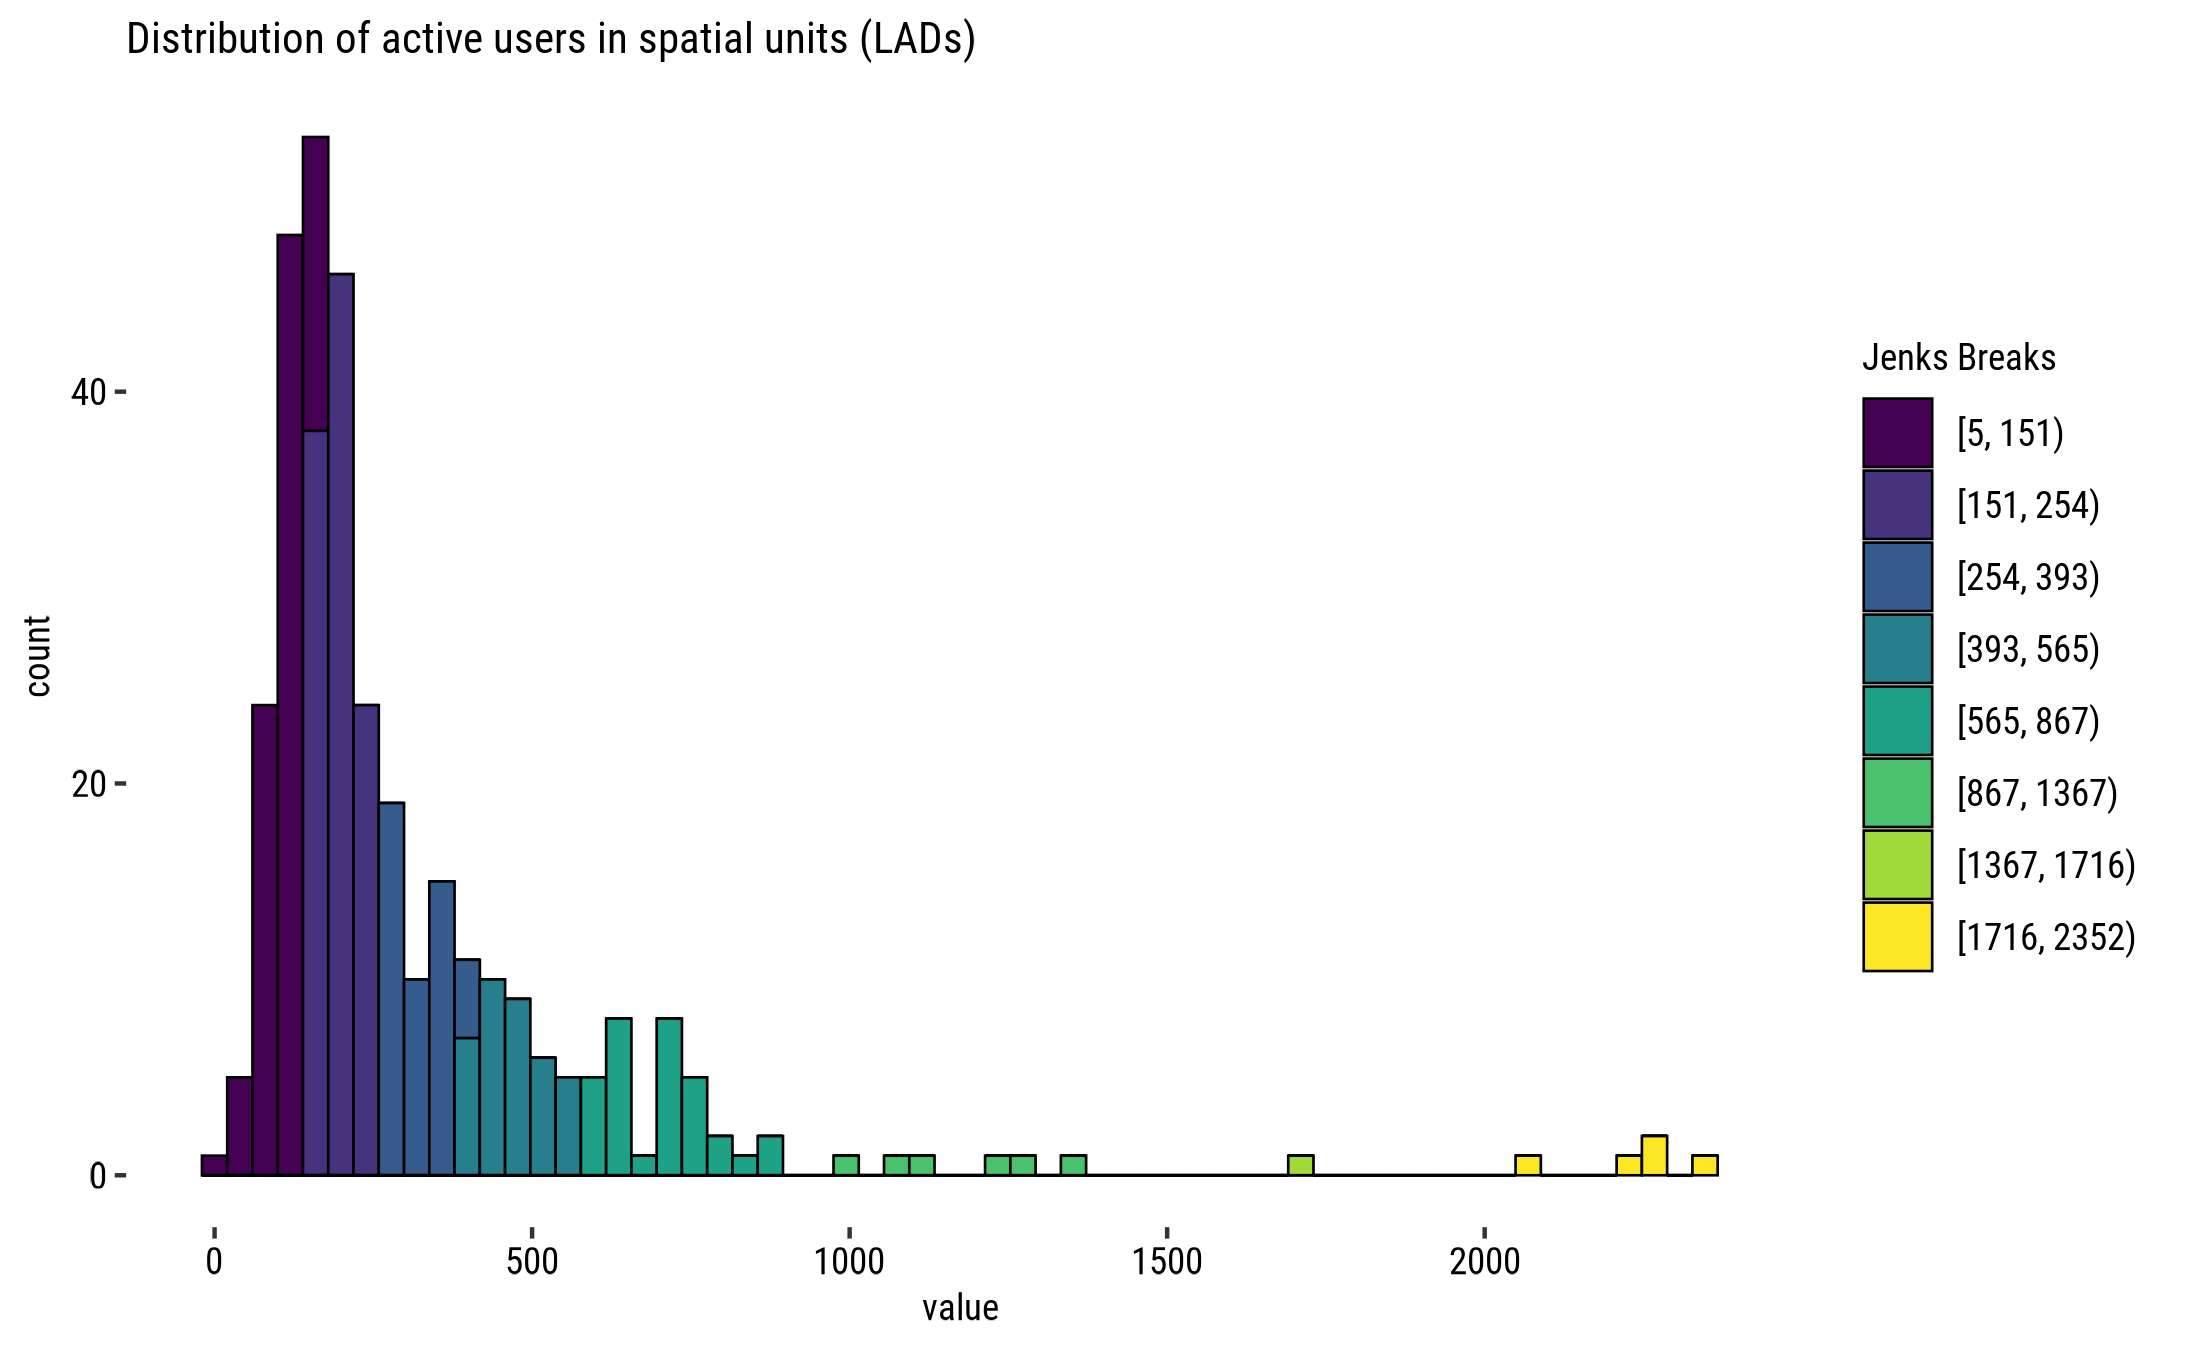 Distribution of active users in spatial units (LADs)
40
20
0
count
0 500 1000 1500 2000
value
Jenks Breaks
[5, 151)
[151, 254)
[254, 393)
[393, 565)
[565, 867)
[867, 1367)
[1367, 1716)
[1716, 2352)